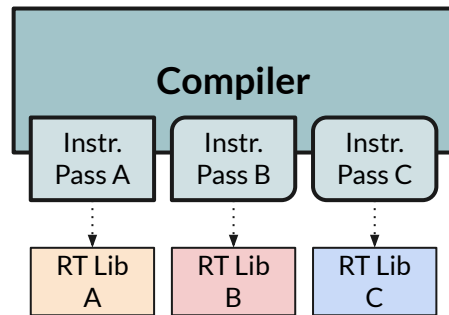 Compiler
Instr.
Pass A
Instr.
Pass B
Instr.
Pass C
RT Lib
A
RT Lib
B
RT Lib
C